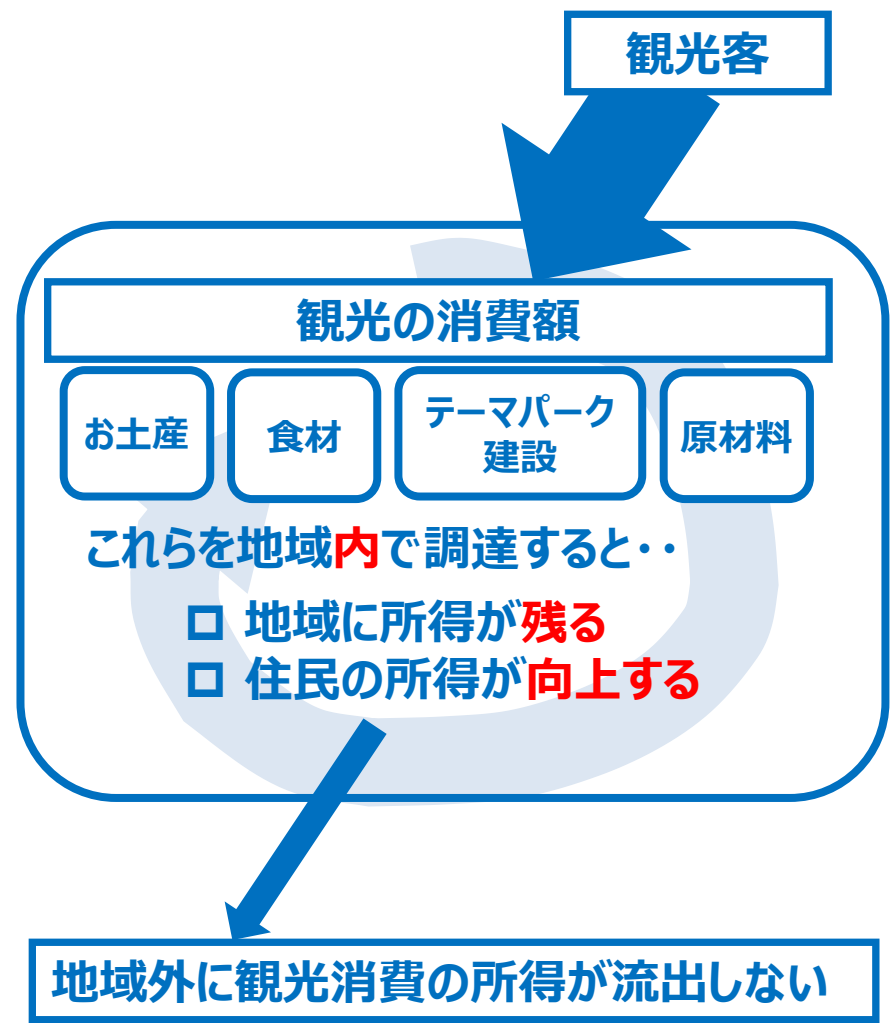 観光客
観光の消費額
お土産
食材
テーマパーク
建設
原材料
これらを地域内で調達すると・・
□ 地域に所得が残る
□ 住民の所得が向上する
地域外に観光消費の所得が流出しない